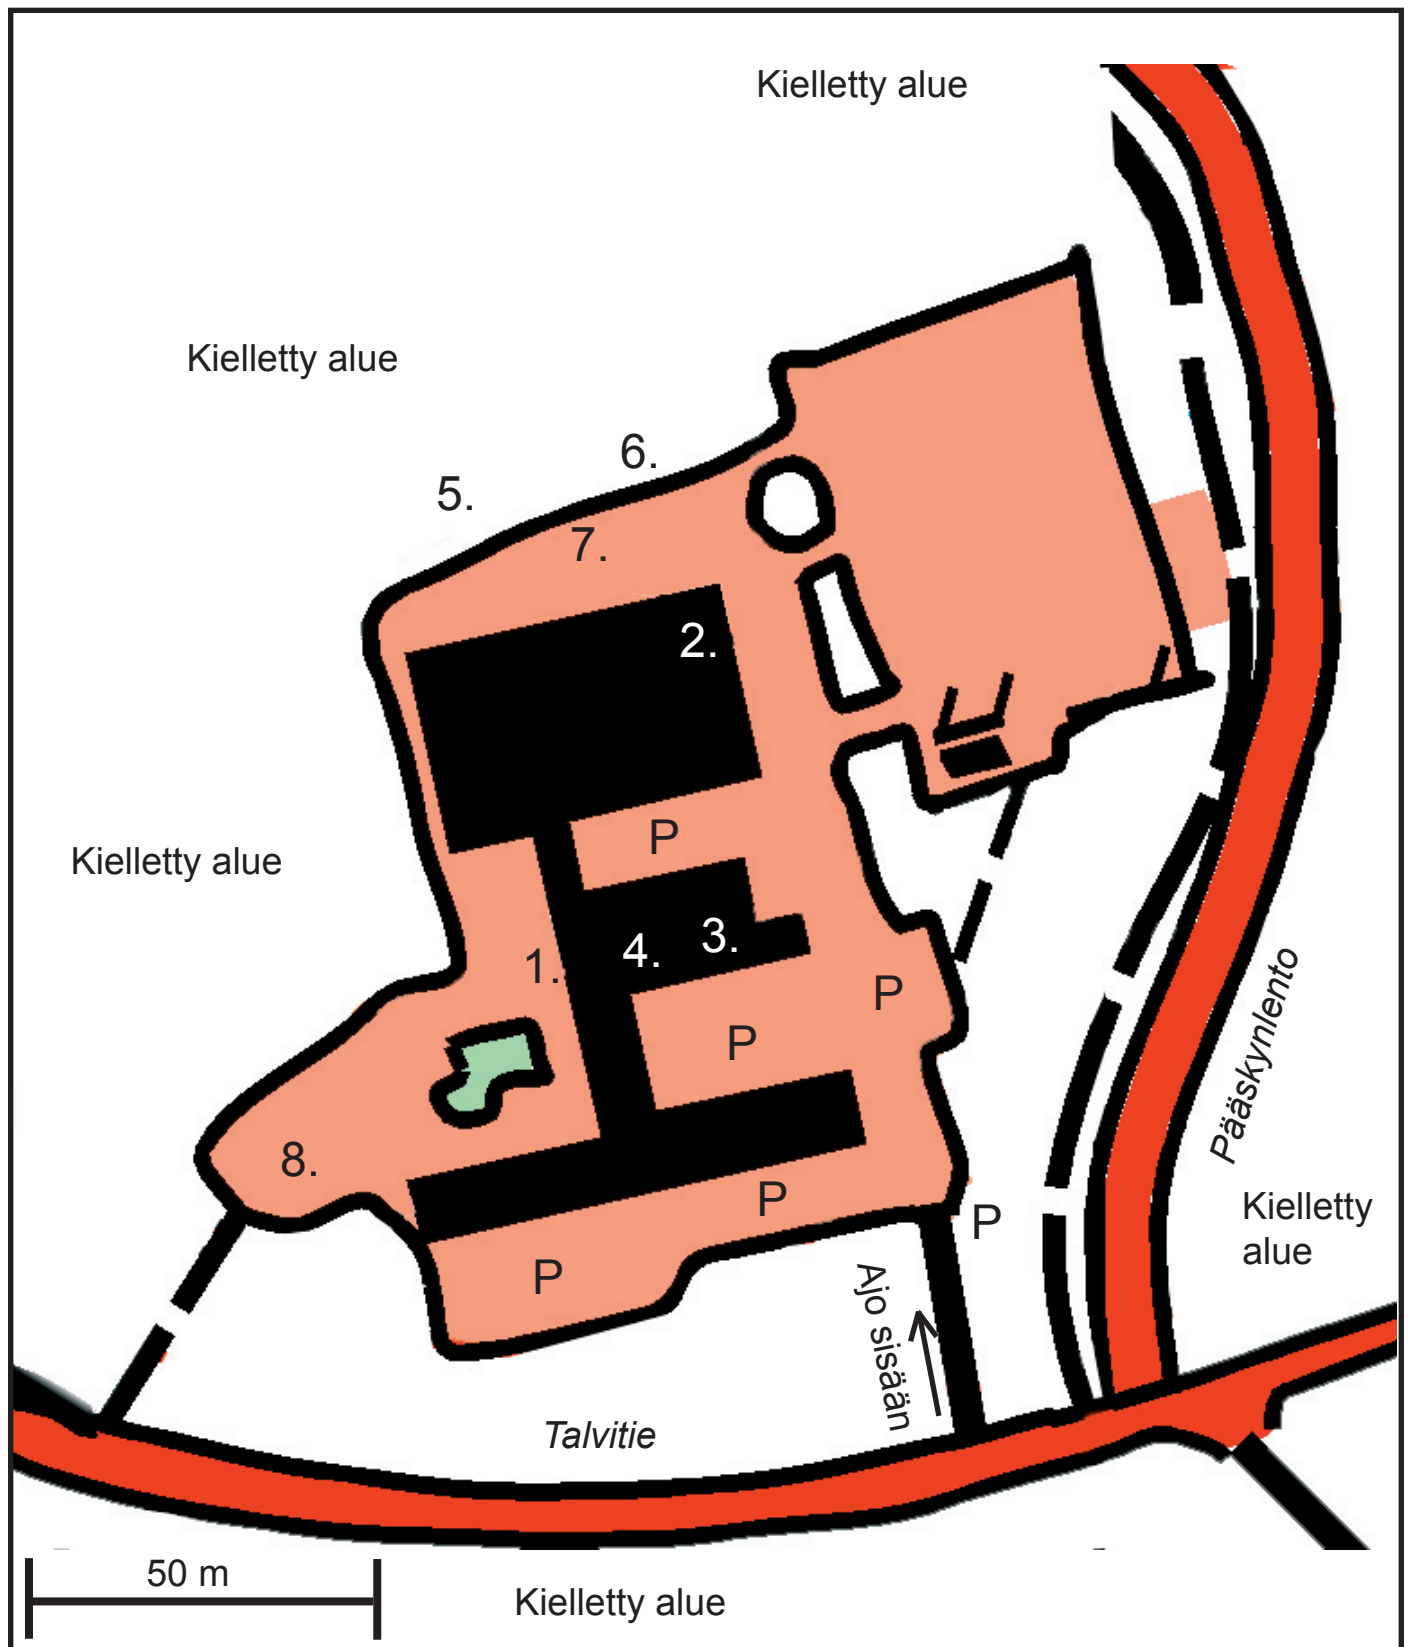 Kielletty alue
Kielletty alue
6.
5.
7.
2.
P
Kielletty alue
3.
4.
1.
P
P
Pääskynlento
8.
P
P
Kielletty
alue
P
Ajo sisään
Talvitie
50 m
Kielletty alue